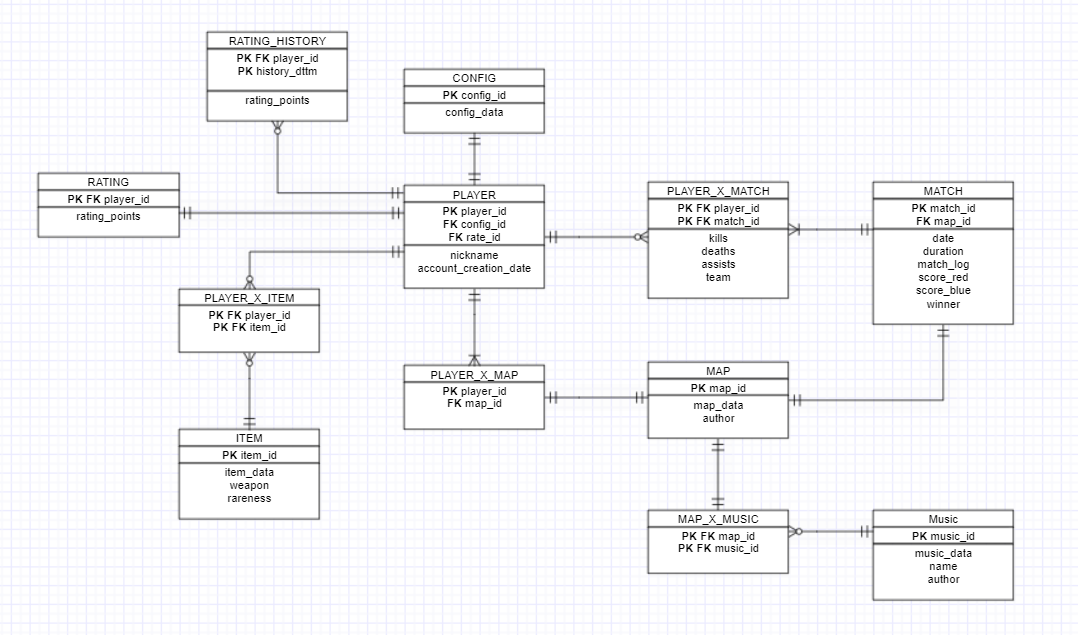 RATING_HISTORY
PK FK player_id
PK history_dttm
rating_points
CONFIG
PK config_id
config_data
RATING
PK FK player_id
rating_points
PLAYER
PK player_id
FK config_id
FK rate_id
nickname
account_creation_date
PLAYER_X_MATCH
PK FK player_id
PK FK match_id
kills
deaths
assists
team
MATCH
PK match_id
FK map_id
date
duration
match_log
score_red
score_blue
winner
PLAYER_X_ITEM
PK FK player_id
PK FK item_id
PLAYER_X_MAP
PK player_id
FK map_id
MAP
PK map_id
map_data
author
ITEM
PK item_id
item_data
weapon
rareness
MAP_X_MUSIC
PK FK map_id
PK FK music_id
Music
PK music_id
music_data
name
author